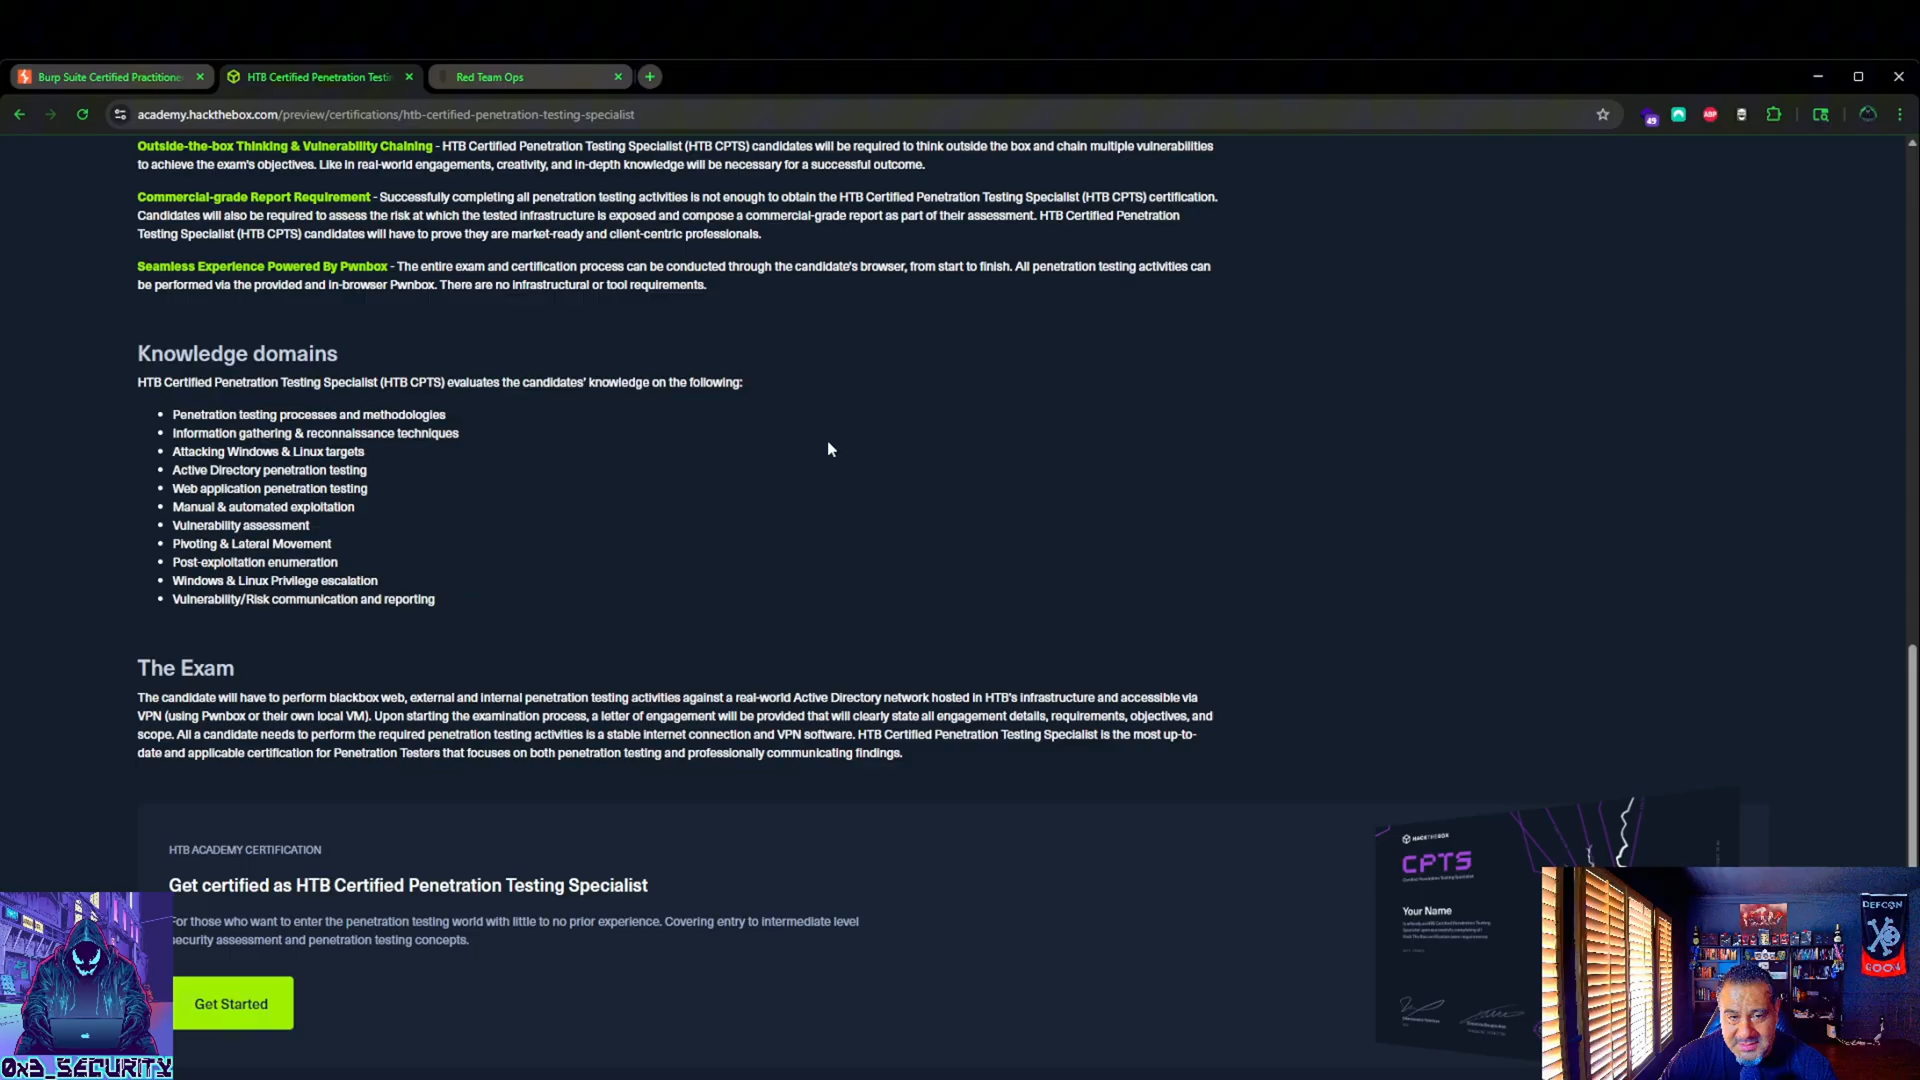 Burp Suite Certified Practitione
HTB Certified Penetration Testin
Red Team Ops
academy.hackthebox.com/preview/certifications/htb-certified-penetration-testing-specialist
49
ABP
Outside-the-box Thinking & Vulnerability Chaining - HTB Certified Penetration Testing Specialist (HTB CPTS) candidates will be required to think outside the box and chain multiple vulnerabilities
to achieve the exam's objectives. Like in real-world engagements, creativity, and in-depth knowledge will be necessary for a successful outcome.
Commercial-grade Report Requirement - Successfully completing all penetration testing activities is not enough to obtain the HTB Certified Penetration Testing Specialist (HTB CPTS) certification.
Candidates will also be required to assess the risk at which the tested infrastructure is exposed and compose a commercial-grade report as part of their assessment. HTB Certified Penetration
Testing Specialist (HTB CPTS) candidates will have to prove they are market-ready and client-centric professionals.
Seamless Experience Powered By Pwnbox - The entire exam and certification process can be conducted through the candidate's browser, from start to finish. All penetration testing activities can
be performed via the provided and in-browser Pwnbox. There are no infrastructural or tool requirements.
Knowledge domains
HTB Certified Penetration Testing Specialist (HTB CPTS) evaluates the candidates' knowledge on the following:
• Penetration testing processes and methodologies
• Information gathering & reconnaissance techniques
• Attacking Windows & Linux targets
• Active Directory penetration testing
• Web application penetration testing
• Manual & automated exploitation
• Vulnerability assessment
• Pivoting & Lateral Movement
• Post-exploitation enumeration
• Windows & Linux Privilege escalation
• Vulnerability/Risk communication and reporting
The Exam
The candidate will have to perform blackbox web, external and internal penetration testing activities against a real-world Active Directory network hosted in HTB's infrastructure and accessible via
VPN (using Pwnbox or their own local VM). Upon starting the examination process, a letter of engagement will be provided that will clearly state all engagement details, requirements, objectives, and
scope. All a candidate needs to perform the required penetration testing activities is a stable internet connection and VPN software. HTB Certified Penetration Testing Specialist is the most up-to-
date and applicable certification for Penetration Testers that focuses on both penetration testing and professionally communicating findings.
HTB ACADEMY CERTIFICATION
Get certified as HTB Certified Penetration Testing Specialist
For those who want to enter the penetration testing world with little to no prior experience. Covering entry to intermediate level
security assessment and penetration testing concepts.
Get Started
HACKTHEBOX
CPTS
Certified Penetration Testing Specialist
Your Name
DEFCON
GOON
0x3_SECURITY